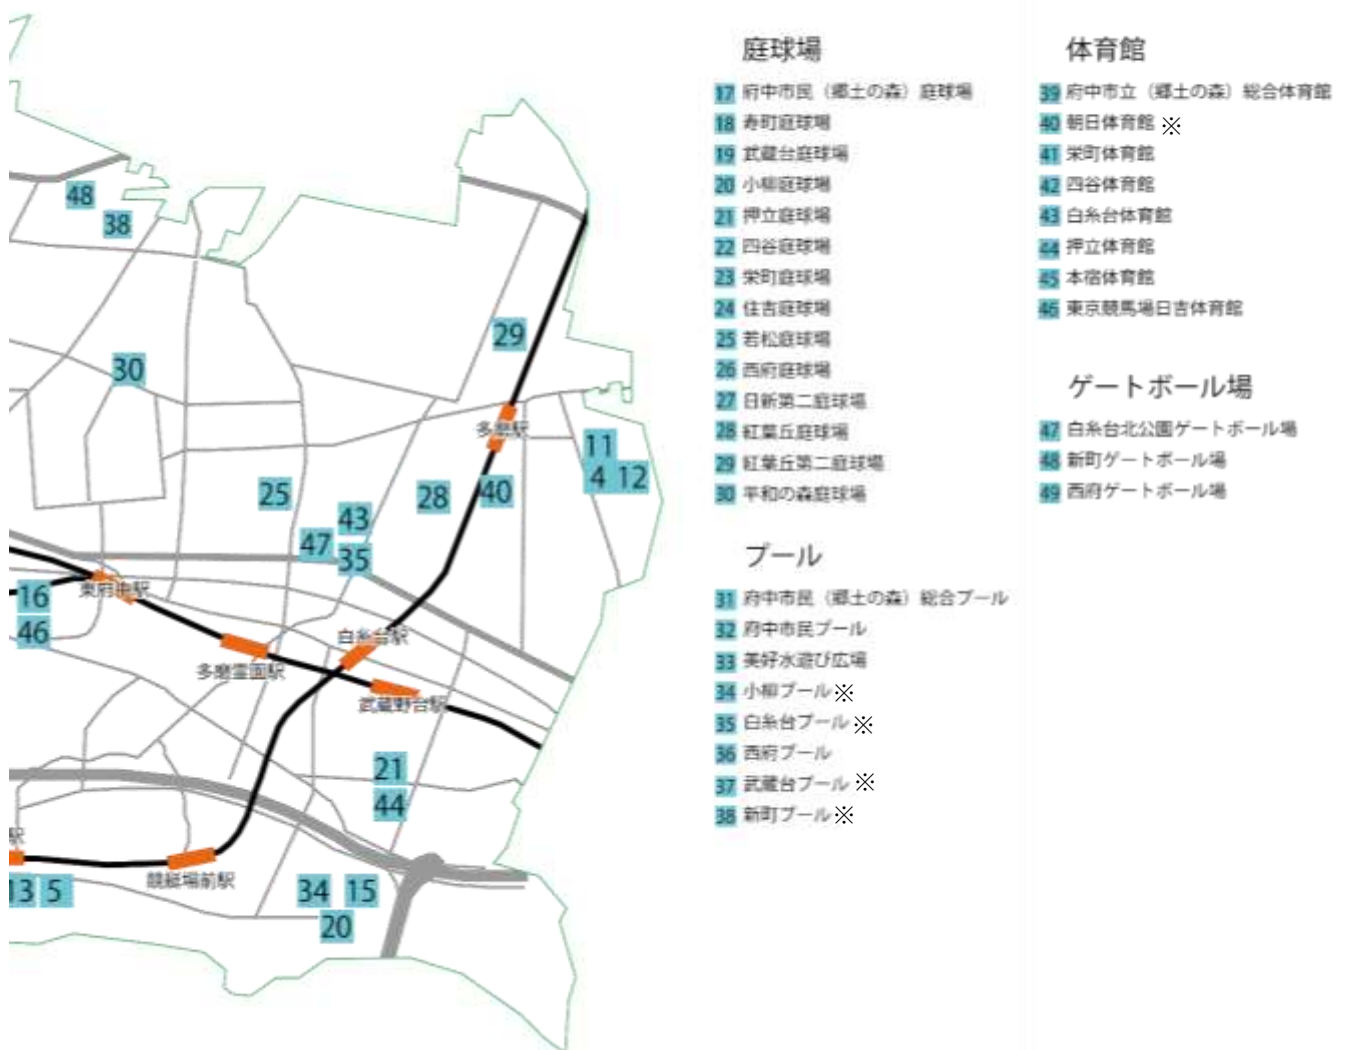 48
38
30
29
多磨駅
11
4 12
25
28
40
43
47
35
東府中駅
16
46
白糸台駅
多磨霊園駅
武蔵野台駅
21
44
駅
競艇場前駅
13 5
34 15
20
庭球場
17 府中市民（郷土の森）庭球場
18 寿町庭球場
19 武蔵台庭球場
20 小柳庭球場
21 押立庭球場
22 四谷庭球場
23 栄町庭球場
24 住吉庭球場
25 若松庭球場
26 西府庭球場
27 日新第二庭球場
28 紅葉丘庭球場
29 紅葉丘第二庭球場
30 平和の森庭球場
プール
31 府中市民（郷土の森）総合プール
32 府中市民プール
33 美好水遊び広場
34 小柳プール※
35 白糸台プール※
36 西府プール
37 武蔵台プール※
38 新町プール※
体育館
39 府中市立（郷土の森）総合体育館
40 朝日体育館※
41 栄町体育館
42 四谷体育館
43 白糸台体育館
44 押立体育館
45 本宿体育館
46 東京競馬場日吉体育館
ゲートボール場
47 白糸台北公園ゲートボール場
48 新町ゲートボール場
49 西府ゲートボール場